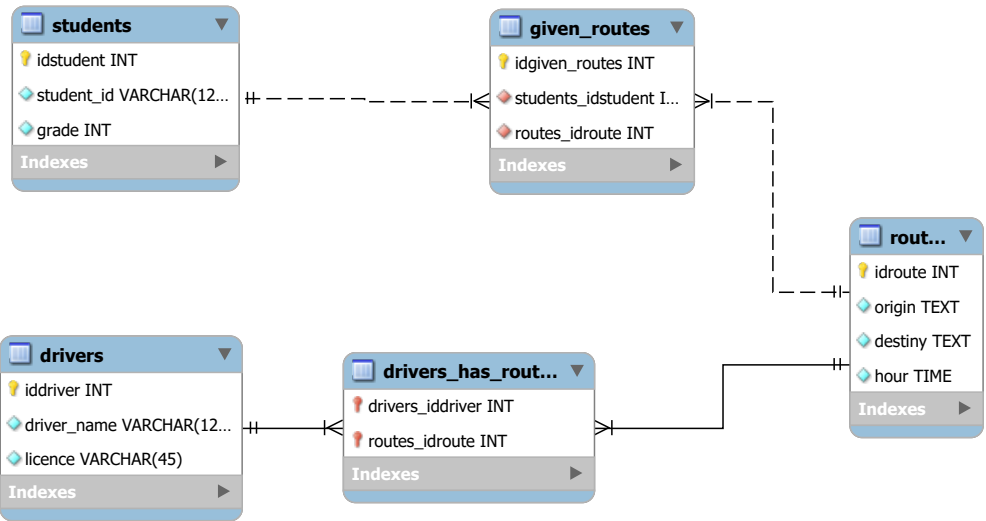 students
idstudent INT
student_id VARCHAR(12...
grade INT
Indexes
given_routes
idgiven_routes INT
students_idstudent I...
routes_idroute INT
Indexes
rout...
idroute INT
origin TEXT
destiny TEXT
hour TIME
Indexes
drivers
iddriver INT
driver_name VARCHAR(12...
licence VARCHAR(45)
Indexes
drivers_has_rout...
drivers_iddriver INT
routes_idroute INT
Indexes